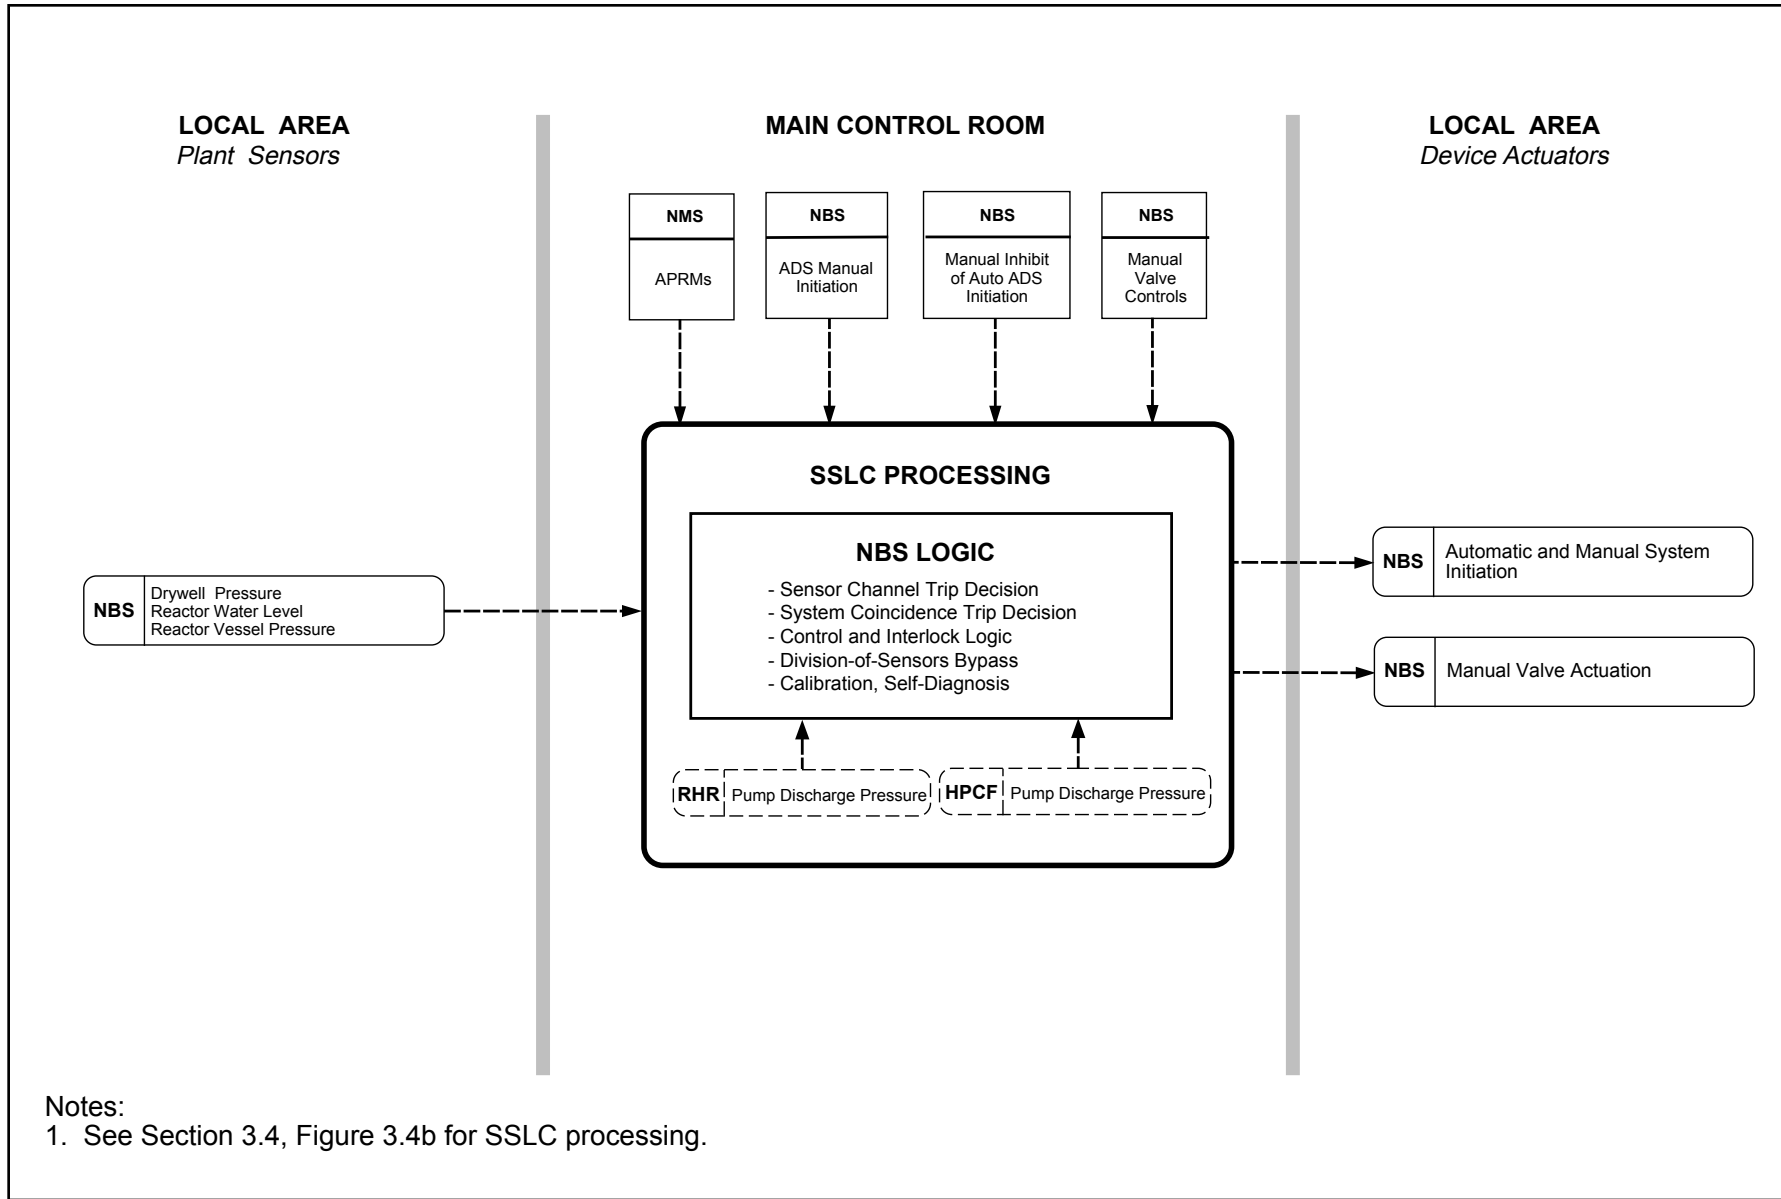 LOCAL AREA
Plant Sensors
MAIN CONTROL ROOM
LOCAL AREA
Device Actuators
NMS
APRMs
NBS
ADS Manual
Initiation
NBS
Manual Inhibit
of Auto ADS
Initiation
NBS
Manual
Valve
Controls
SSLC PROCESSING
NBS LOGIC
- Sensor Channel Trip Decision
- System Coincidence Trip Decision
- Control and Interlock Logic
- Division-of-Sensors Bypass
- Calibration, Self-Diagnosis
NBS
Drywell Pressure
Reactor Water Level
Reactor Vessel Pressure
RHR
Pump Discharge Pressure
HPCF
Pump Discharge Pressure
NBS
Automatic and Manual System
Initiation
NBS
Manual Valve Actuation
Notes:
1. See Section 3.4, Figure 3.4b for SSLC processing.